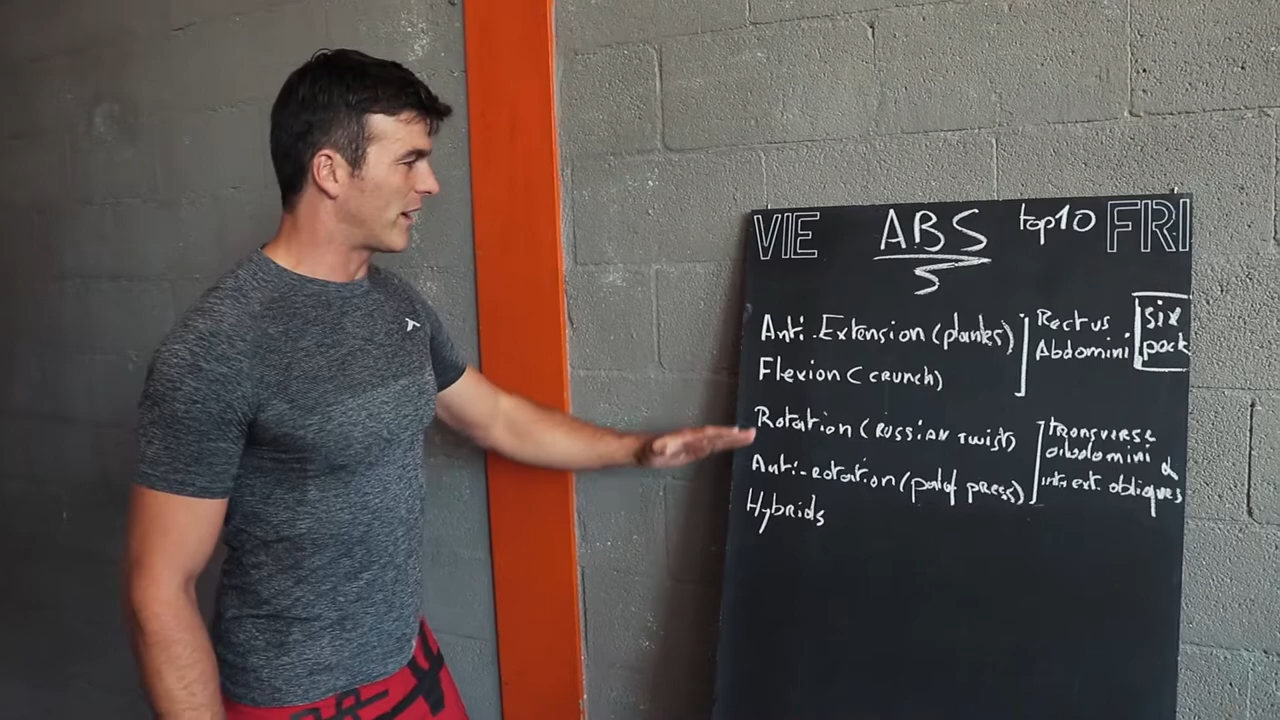 VIE ABS top10 FRI
Anti-Extension (planks) Rectus Abdomini six pack
Flexion (CRUNCH)
Rotation (RUSSIAN TWIST) TRANSVERSE abdomini &
Anti-rotation (palof press) int. ext. obliques
Hybrids